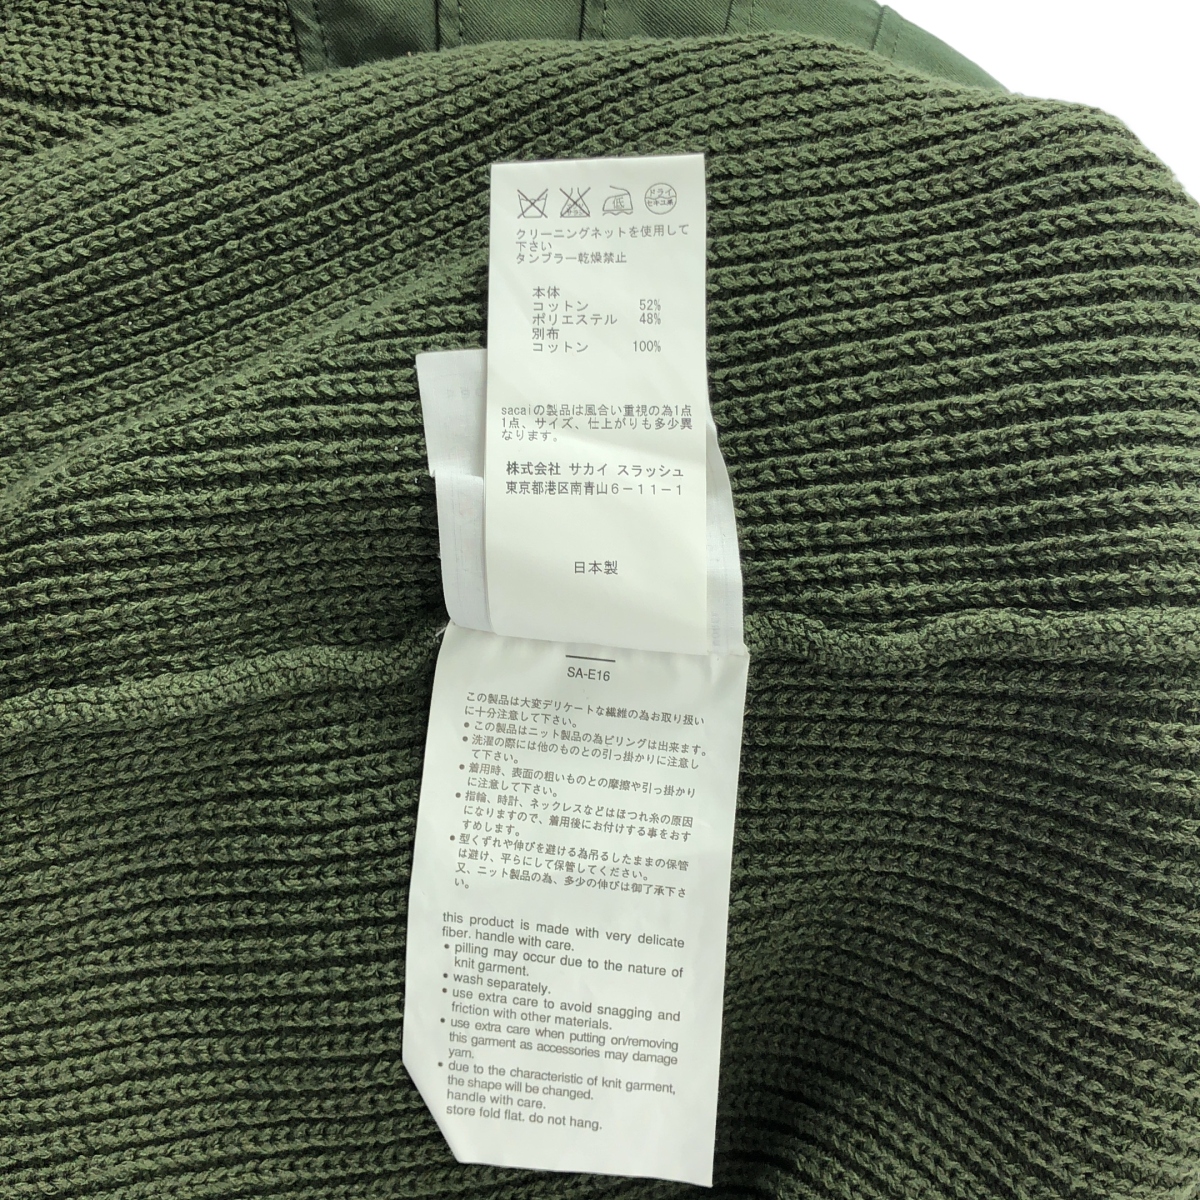 低
ドライ
セキユ系
クリーニングネットを使用して
下さい
タンブラー乾燥禁止
本体
コットン 52%
ポリエステル 48%
別布
コットン 100%
sacaiの製品は風合い重視の為1点
1点、サイズ、仕上がりも多少異
なります。
株式会社 サカイ スラッシュ
東京都港区南青山6-11-1
日本製
SA-E16
この製品は大変デリケートな繊維の為お取り扱い
に十分注意して下さい。
● この製品はニット製品の為ピリングは出来ます。
● 洗濯の際には他のものとの引っ掛かりに注意し
て下さい。
● 着用時、表面の粗いものとの摩擦や引っ掛かり
に注意して下さい。
● 指輪、時計、ネックレスなどはほつれ糸の原因
になりますので、着用後にお付けする事をおす
すめします。
● 型くずれや伸びを避ける為吊るしたままの保管
は避け、平らにして保管してください。
又、ニット製品の為、多少の伸びは御了承下さ
い。
this product is made with very delicate
fiber. handle with care.
● pilling may occur due to the nature of
knit garment.
● wash separately.
● use extra care to avoid snagging and
friction with other materials.
● use extra care when putting on/removing
this garment as accessories may damage
yarn.
● due to the characteristic of knit garment,
the shape will be changed.
handle with care.
store fold flat. do not hang.